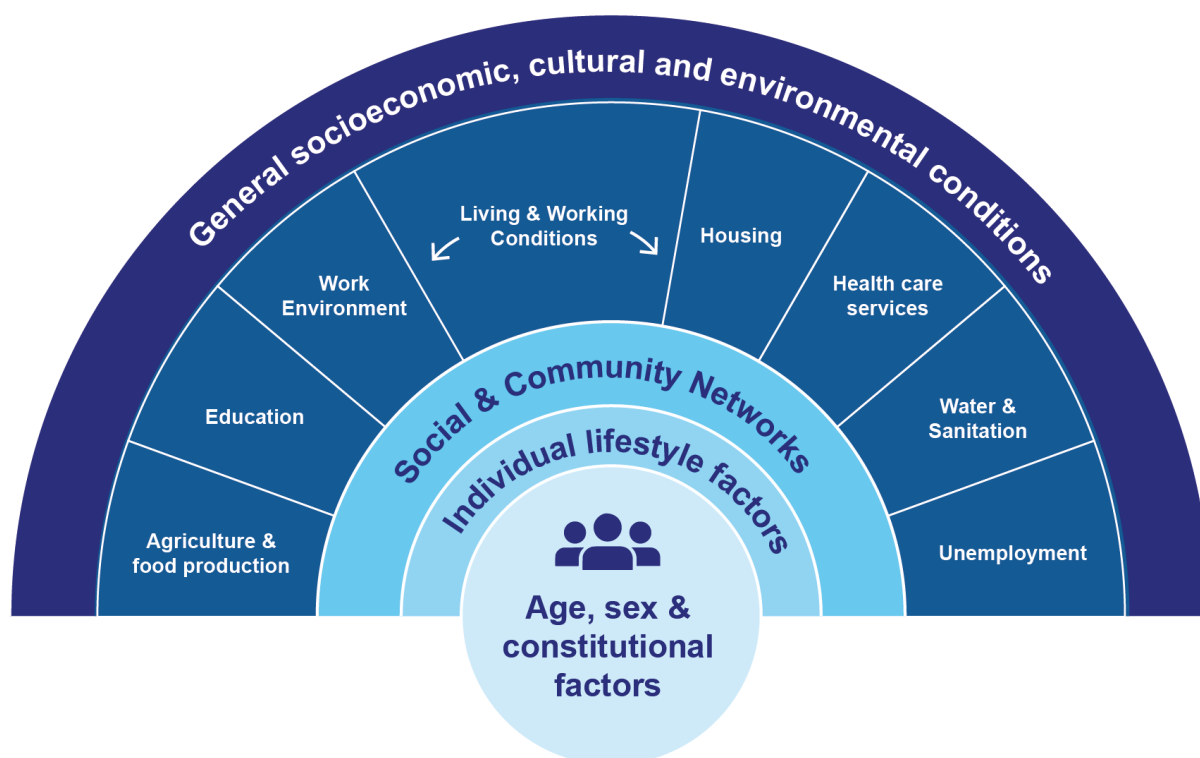 General socioeconomic, cultural and environmental conditions
Living & Working
Conditions
Housing
Work
Environment
Health care
services
Education
Water &
Sanitation
Agriculture &
food production
Unemployment
Social & Community Networks
Individual lifestyle factors
Age, sex &
constitutional
factors